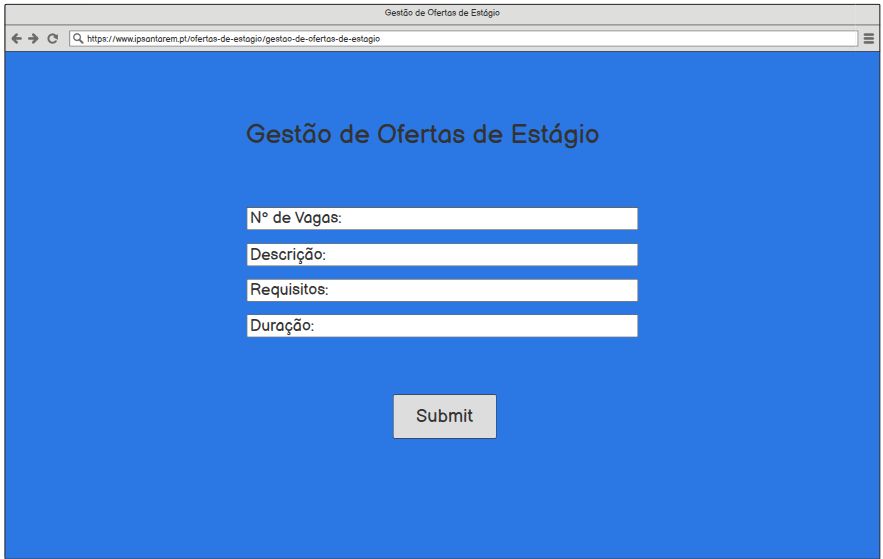 Gestão de Ofertas de Estágio
https://www.ipsantarem.pt/ofertas-de-estagio/gestao-de-ofertas-de-estagio
Gestão de Ofertas de Estágio
Nº de Vagas:
Descrição:
Requisitos:
Duração:
Submit